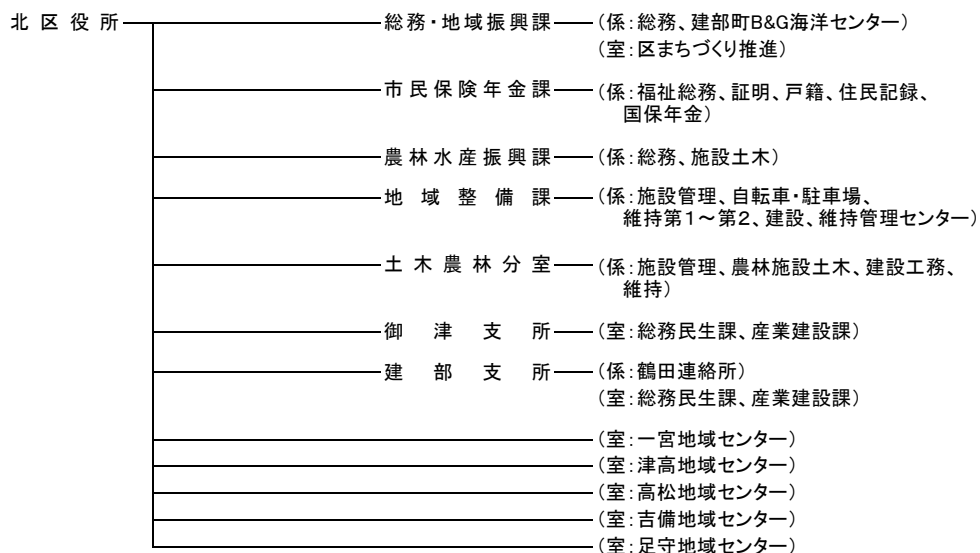 北区役所 総務・地域振興課 (係:総務、建部町B&G海洋センター)
(室:区まちづくり推進)
市民保険年金課 (係:福祉総務、証明、戸籍、住民記録、
国保年金)
農林水産振興課 (係:総務、施設土木)
地域整備課 (係:施設管理、自転車・駐車場、
維持第1~第2、建設、維持管理センター)
土木農林分室 (係:施設管理、農林施設土木、建設工務、
維持)
御津支所 (室:総務民生課、産業建設課)
建部支所 (係:鶴田連絡所)
(室:総務民生課、産業建設課)
(室:一宮地域センター)
(室:津高地域センター)
(室:高松地域センター)
(室:吉備地域センター)
(室:足守地域センター)